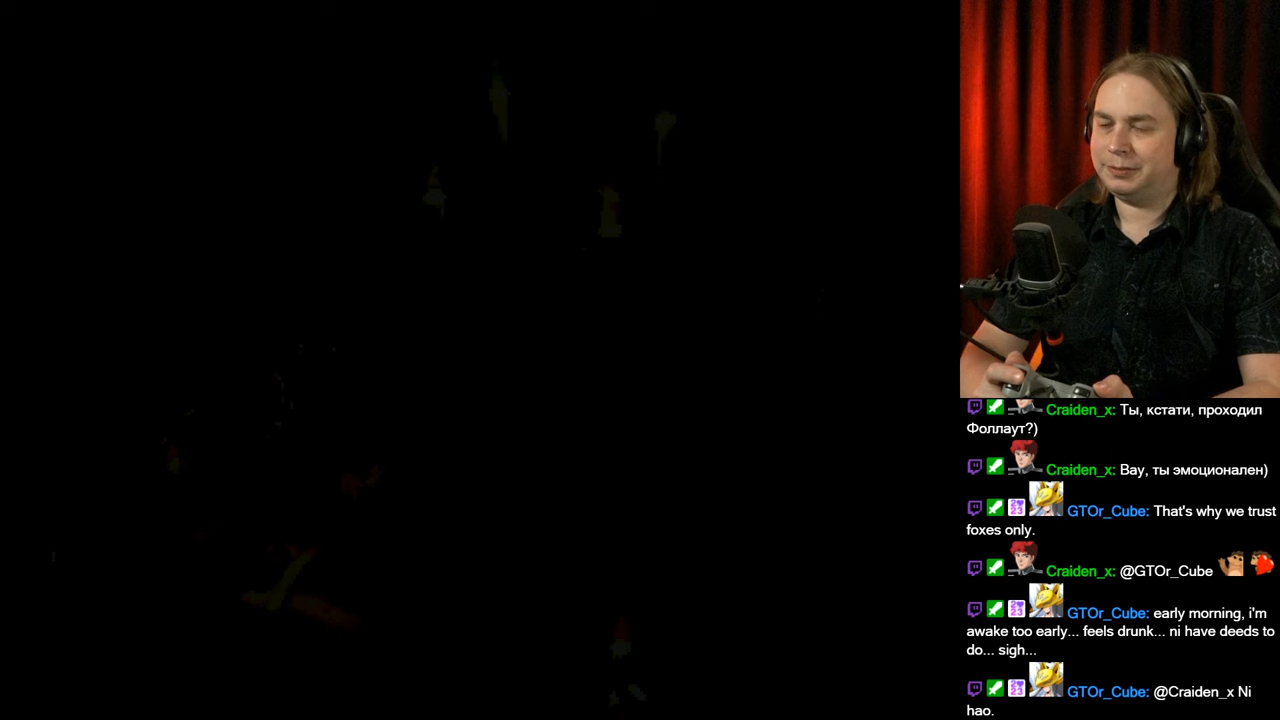 Craiden_x: Ты, кстати, проходил
Фоллаут?)
Craiden_x: Вау, ты эмоционален)
GTOr_Cube: That's why we trust
foxes only.
Craiden_x: @GTOr_Cube
GTOr_Cube: early morning, i'm
awake too early... feels drunk... ni have deeds to
do... sigh...
GTOr_Cube: @Craiden_x Ni
hao.